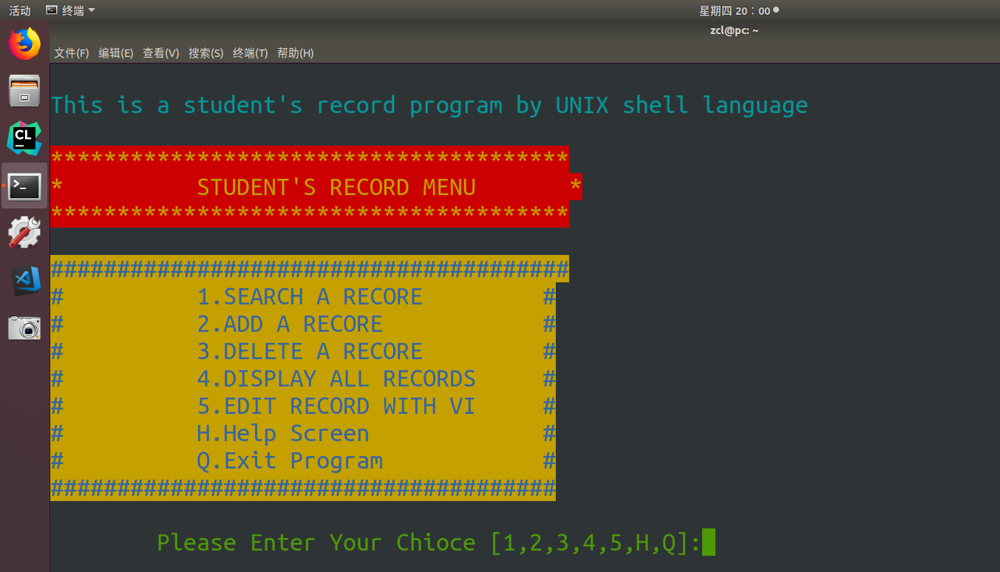 活动 终端 星期四 20：00
zcl@pc: ~
文件(F) 编辑(E) 查看(V) 搜索(S) 终端(T) 帮助(H)
CL
This is a student's record program by UNIX shell language
***************************************
*          STUDENT'S RECORD MENU       *
***************************************
#######################################
#          1.SEARCH A RECORE         #
#          2.ADD A RECORE            #
#          3.DELETE A RECORE         #
#          4.DISPLAY ALL RECORDS     #
#          5.EDIT RECORD WITH VI     #
#          H.Help Screen             #
#          Q.Exit Program            #
######################################
Please Enter Your Chioce [1,2,3,4,5,H,Q]: